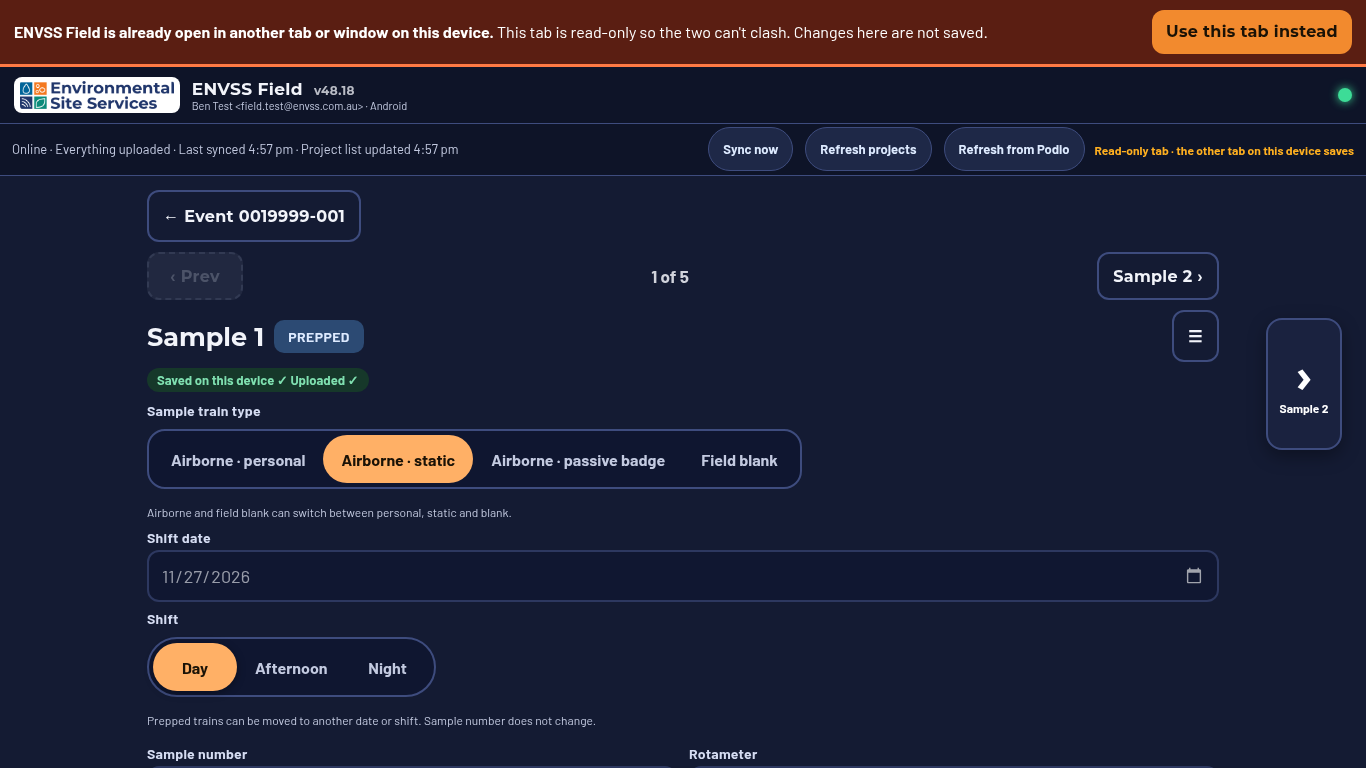 ENVSS Field is already open in another tab or window on this device. This tab is read-only so the two can't clash. Changes here are not saved.
Use this tab instead
Environmental
Site Services
ENVSS Field v48.18
Ben Test <field.test@envss.com.au> · Android
Online · Everything uploaded · Last synced 4:57 pm · Project list updated 4:57 pm
Sync now
Refresh projects
Refresh from Podio
Read-only tab · the other tab on this device saves
← Event 0019999-001
‹ Prev
1 of 5
Sample 2 ›
Sample 1 PREPPED
☰
› Sample 2
Saved on this device ✓ Uploaded ✓
Sample train type
Airborne · personal
Airborne · static
Airborne · passive badge
Field blank
Airborne and field blank can switch between personal, static and blank.
Shift date
11/27/2026
Shift
Day
Afternoon
Night
Prepped trains can be moved to another date or shift. Sample number does not change.
Sample number
Rotameter